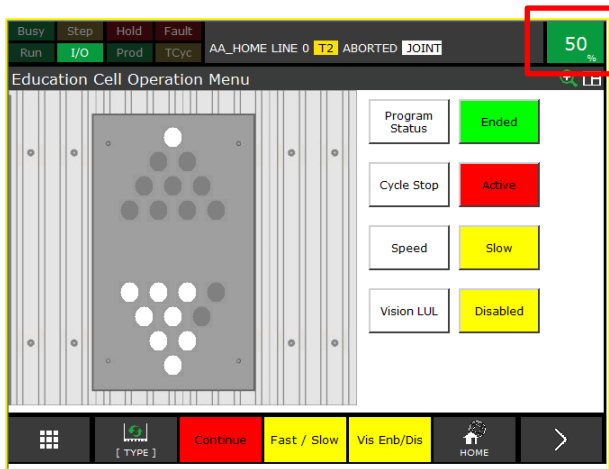 Busy Step Hold Fault
Run I/O Prod TCyc
AA_HOME LINE 0 T2 ABORTED JOINT
50 %
Education Cell Operation Menu
Program Status Ended
Cycle Stop Active
Speed Slow
Vision LUL Disabled
[ TYPE ] Continue Fast / Slow Vis Enb/Dis HOME